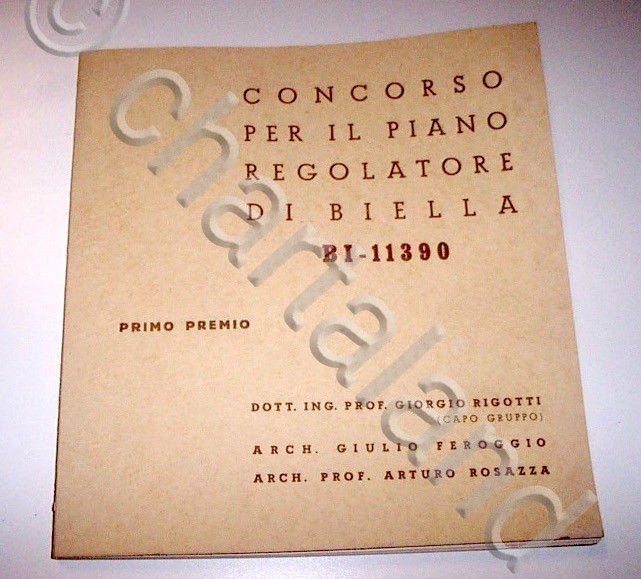 CONCORSO
PER IL PIANO
REGOLATORE
DI BIELLA
BI-11390
PRIMO PREMIO
DOTT. ING. PROF. GIORGIO RIGOTTI
(CAPO GRUPPO)
ARCH. GIULIO FEROGGIO
ARCH. PROF. ARTURO ROSAZZA
© chartaland